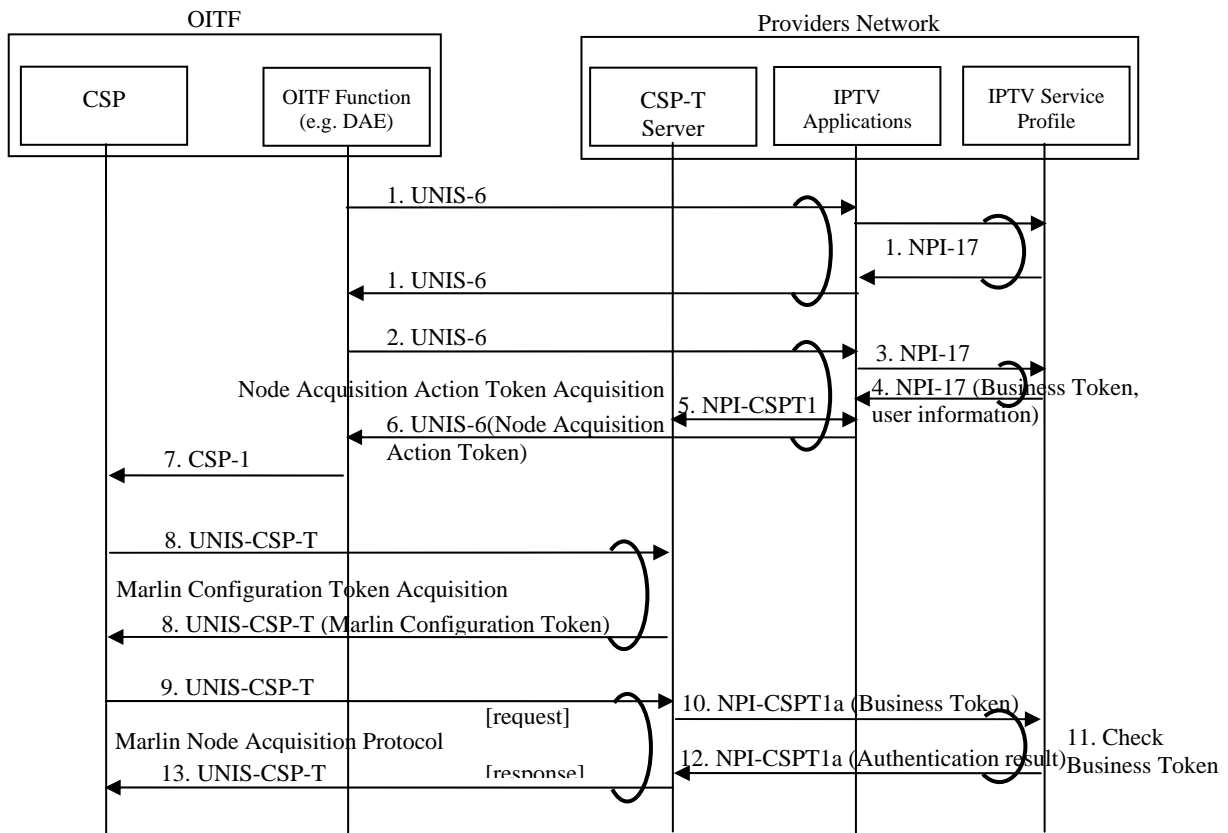 OITF
Providers Network
CSP
OITF Function
(e.g. DAE)
CSP-T
Server
IPTV
Applications
IPTV Service
Profile
1. UNIS-6
1. NPI-17
1. UNIS-6
2. UNIS-6
3. NPI-17
Node Acquisition Action Token Acquisition
4. NPI-17 (Business Token,
user information)
5. NPI-CSPT1
6. UNIS-6(Node Acquisition
Action Token)
7. CSP-1
8. UNIS-CSP-T
Marlin Configuration Token Acquisition
8. UNIS-CSP-T (Marlin Configuration Token)
9. UNIS-CSP-T
[request]
10. NPI-CSPT1a (Business Token)
Marlin Node Acquisition Protocol
11. Check
Business Token
12. NPI-CSPT1a (Authentication result)
13. UNIS-CSP-T
[response]